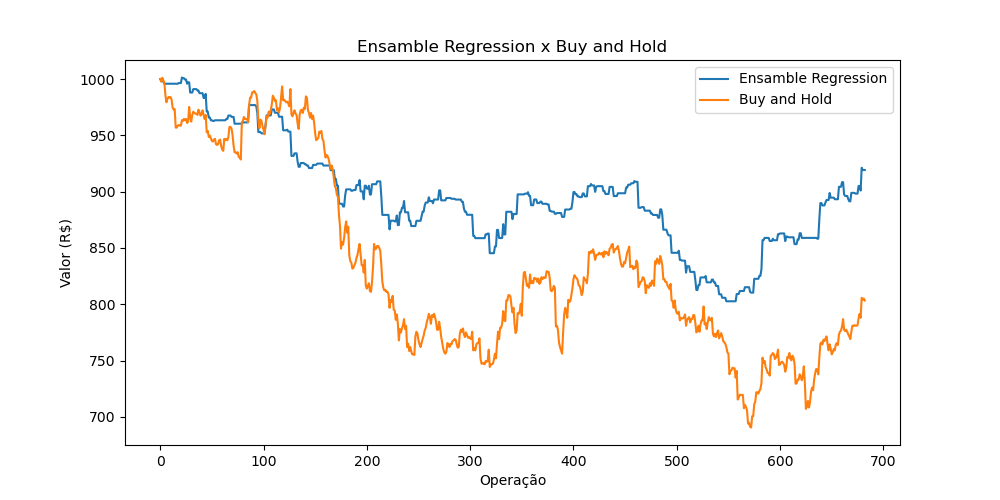 Ensamble Regression x Buy and Hold
Ensamble Regression
Buy and Hold
Valor (R$)
1000
950
900
850
800
750
700
0 100 200 300 400 500 600 700
Operação